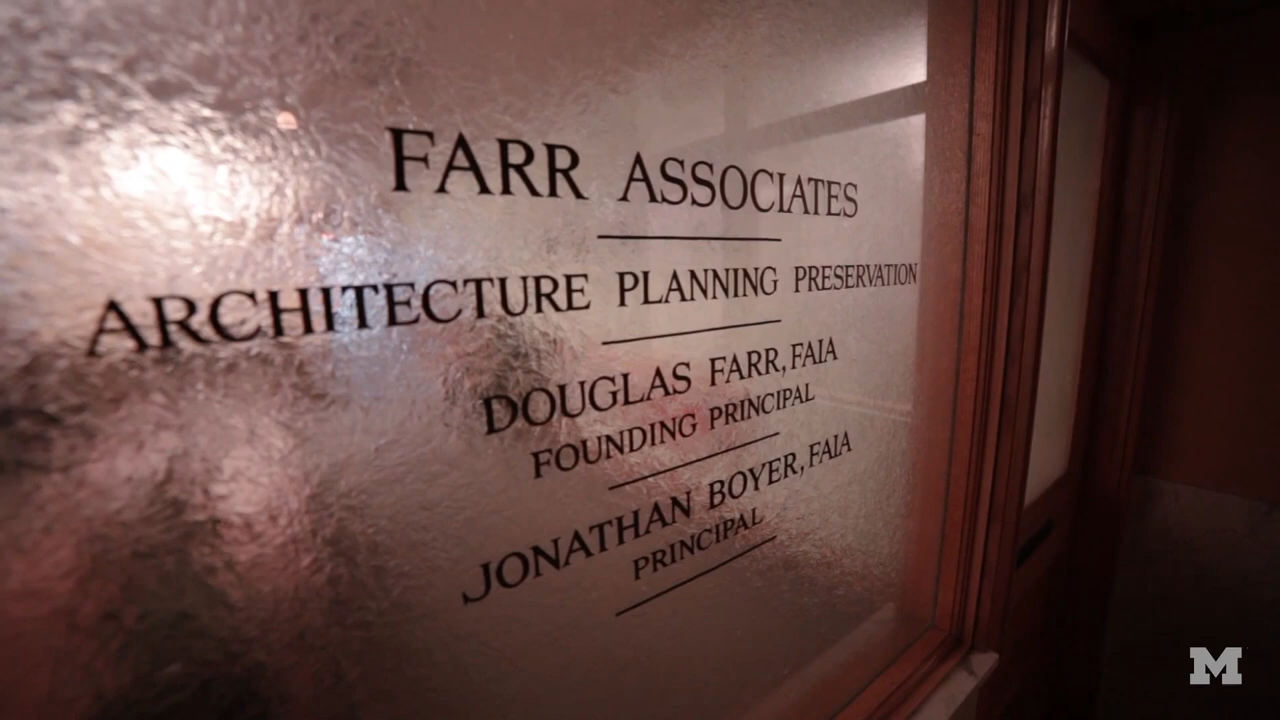 FARR ASSOCIATES
ARCHITECTURE PLANNING PRESERVATION
DOUGLAS FARR, FAIA
FOUNDING PRINCIPAL
JONATHAN BOYER, FAIA
PRINCIPAL
M